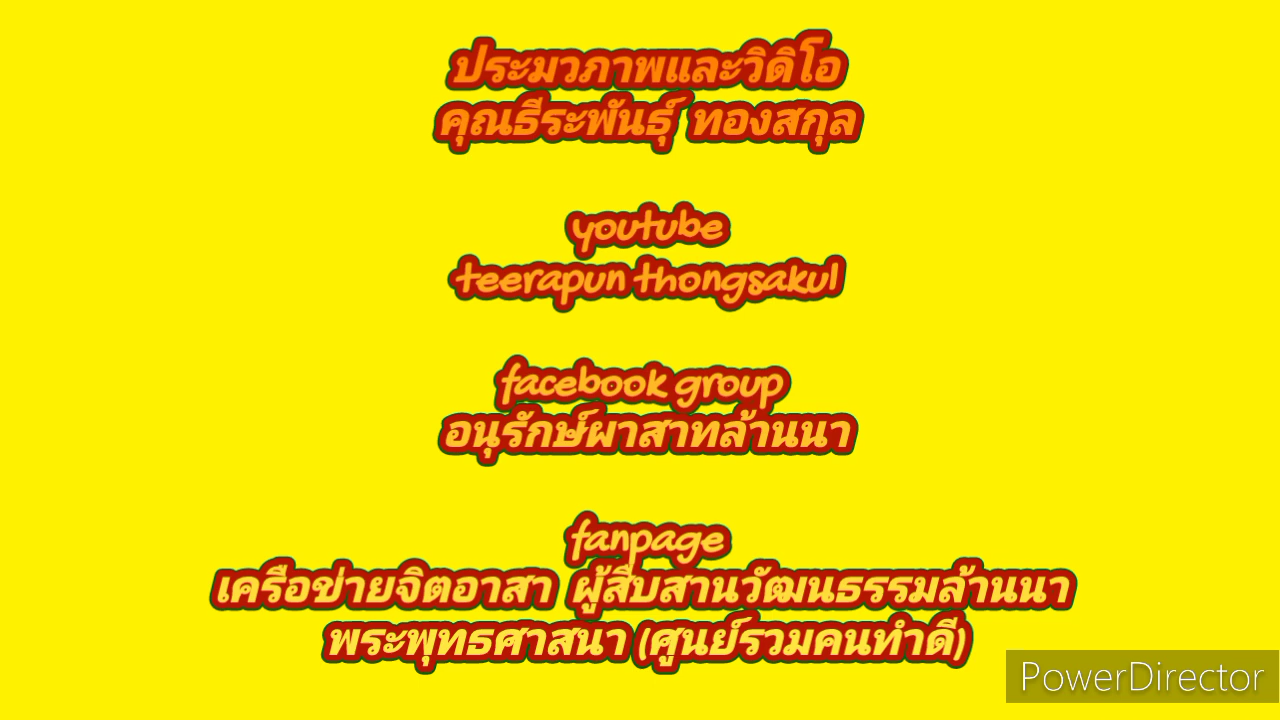 ประมวภาพและวิดิโอ
คุณธีระพันธุ์ ทองสกุล
youtube
teerapun thongsakul
facebook group
อนุรักษ์ผาสาทล้านนา
fanpage
เครือข่ายจิตอาสา ผู้สืบสานวัฒนธรรมล้านนา
พระพุทธศาสนา (ศูนย์รวมคนทำดี)
PowerDirector